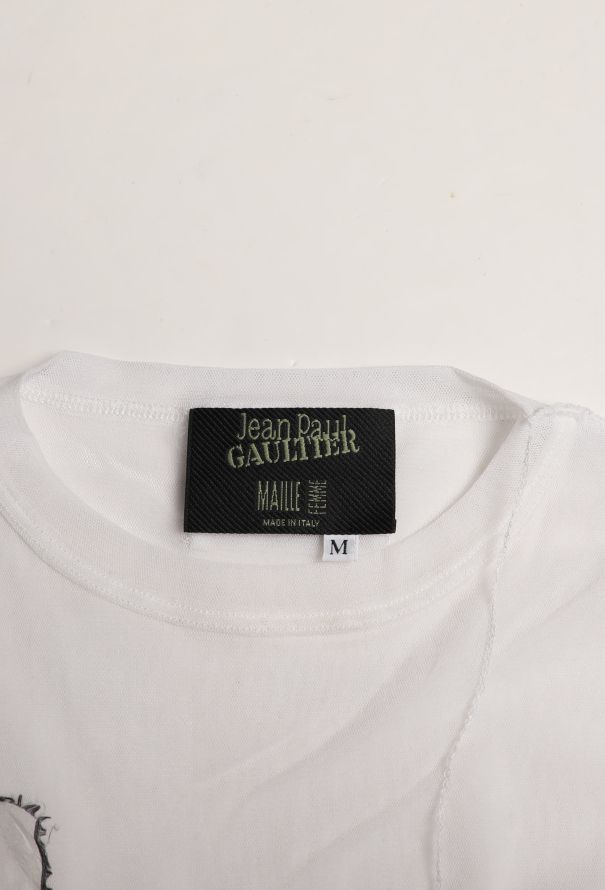 Jean Paul
GAULTIER
MAILLE FEMME
MADE IN ITALY
M